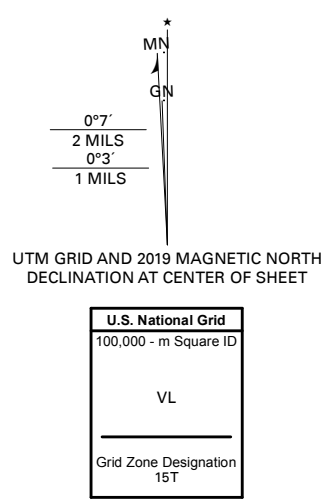 ★
MN
GN
0°7´
2 MILS
0°3´
1 MILS
UTM GRID AND 2019 MAGNETIC NORTH
DECLINATION AT CENTER OF SHEET
U.S. National Grid
100,000 - m Square ID
VL
Grid Zone Designation
15T